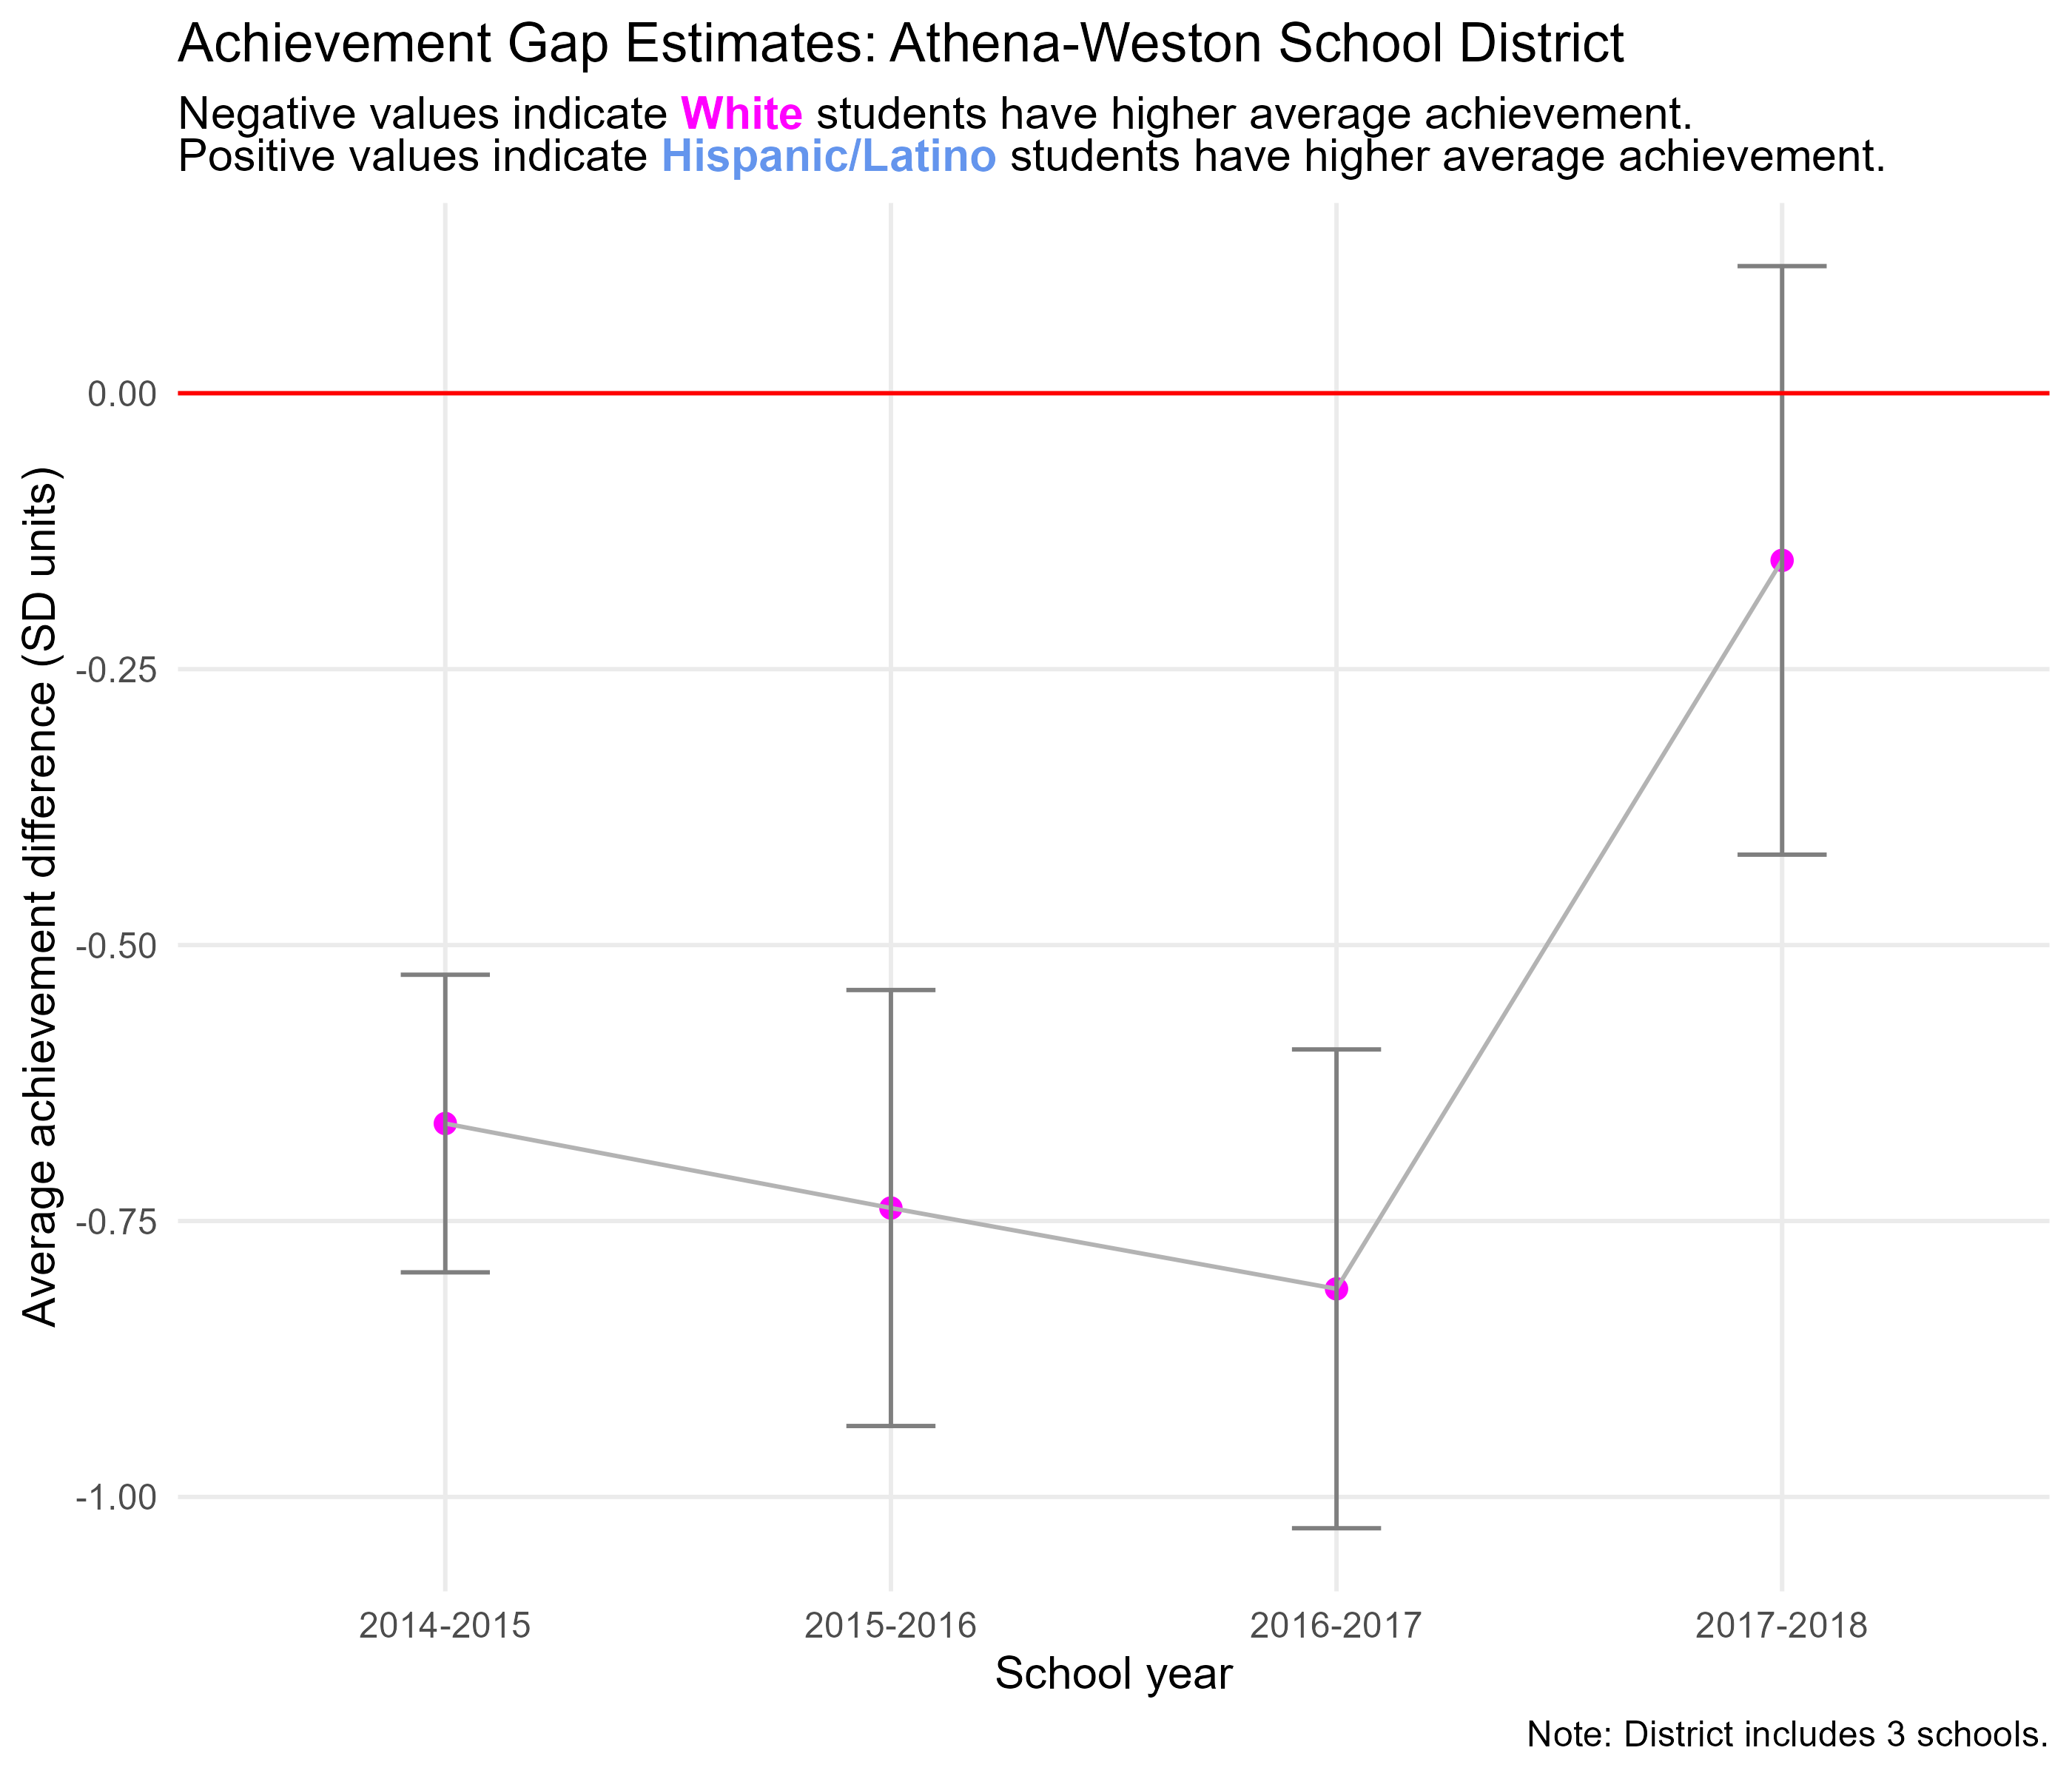 Achievement Gap Estimates: Athena-Weston School District
Negative values indicate White students have higher average achievement.
Positive values indicate Hispanic/Latino students have higher average achievement.
Average achievement difference (SD units)
0.00
-0.25
-0.50
-0.75
-1.00
2014-2015 2015-2016 2016-2017 2017-2018
School year
Note: District includes 3 schools.